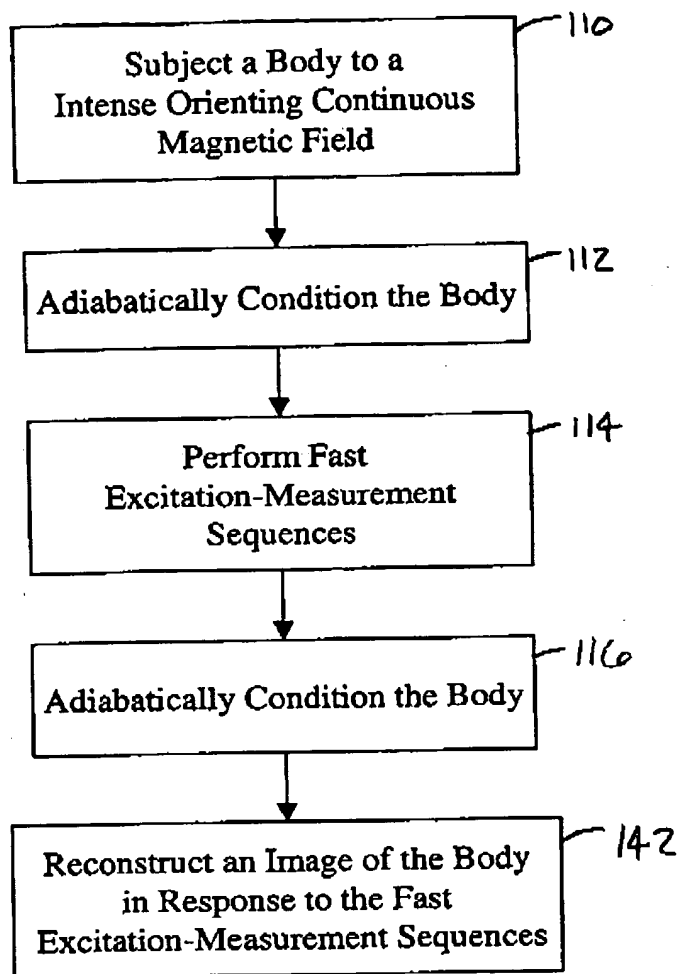 110
Subject a Body to a
Intense Orienting Continuous
Magnetic Field
112
Adiabatically Condition the Body
114
Perform Fast
Excitation-Measurement
Sequences
116
Adiabatically Condition the Body
142
Reconstruct an Image of the Body
in Response to the Fast
Excitation-Measurement Sequences